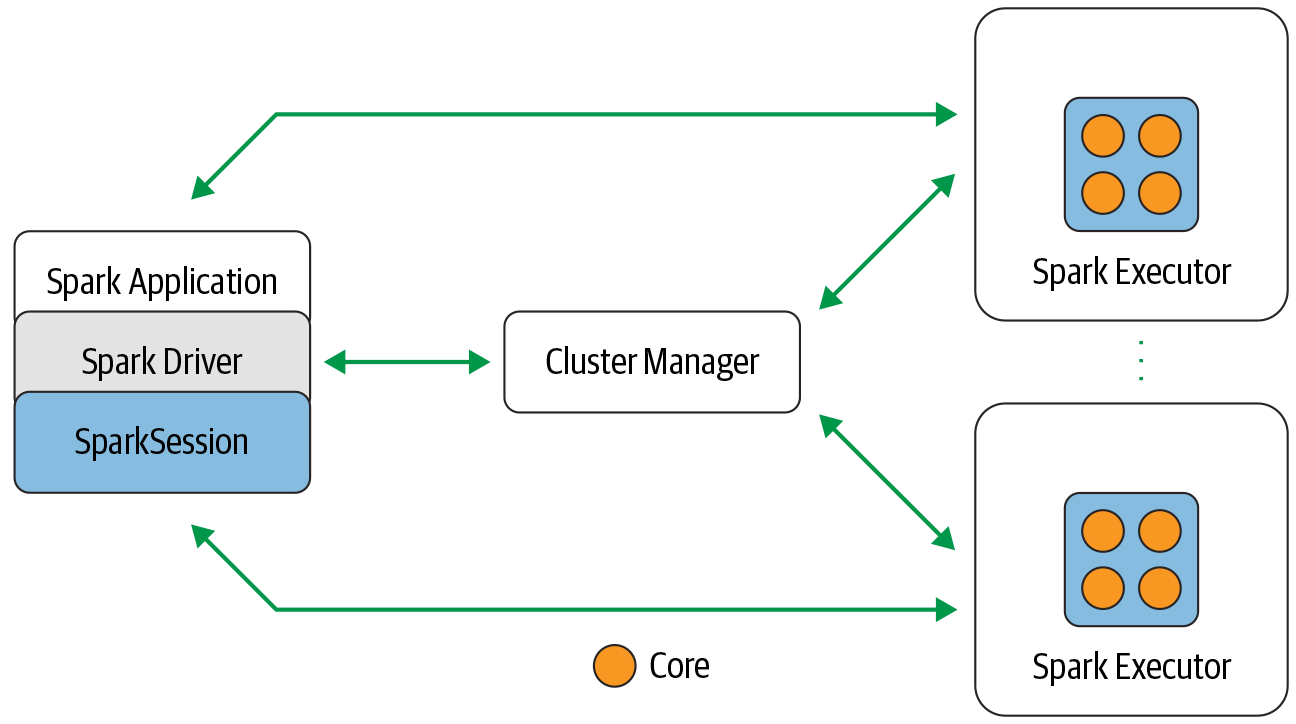 Spark Application
Spark Driver
SparkSession
Cluster Manager
Spark Executor
Spark Executor
Core